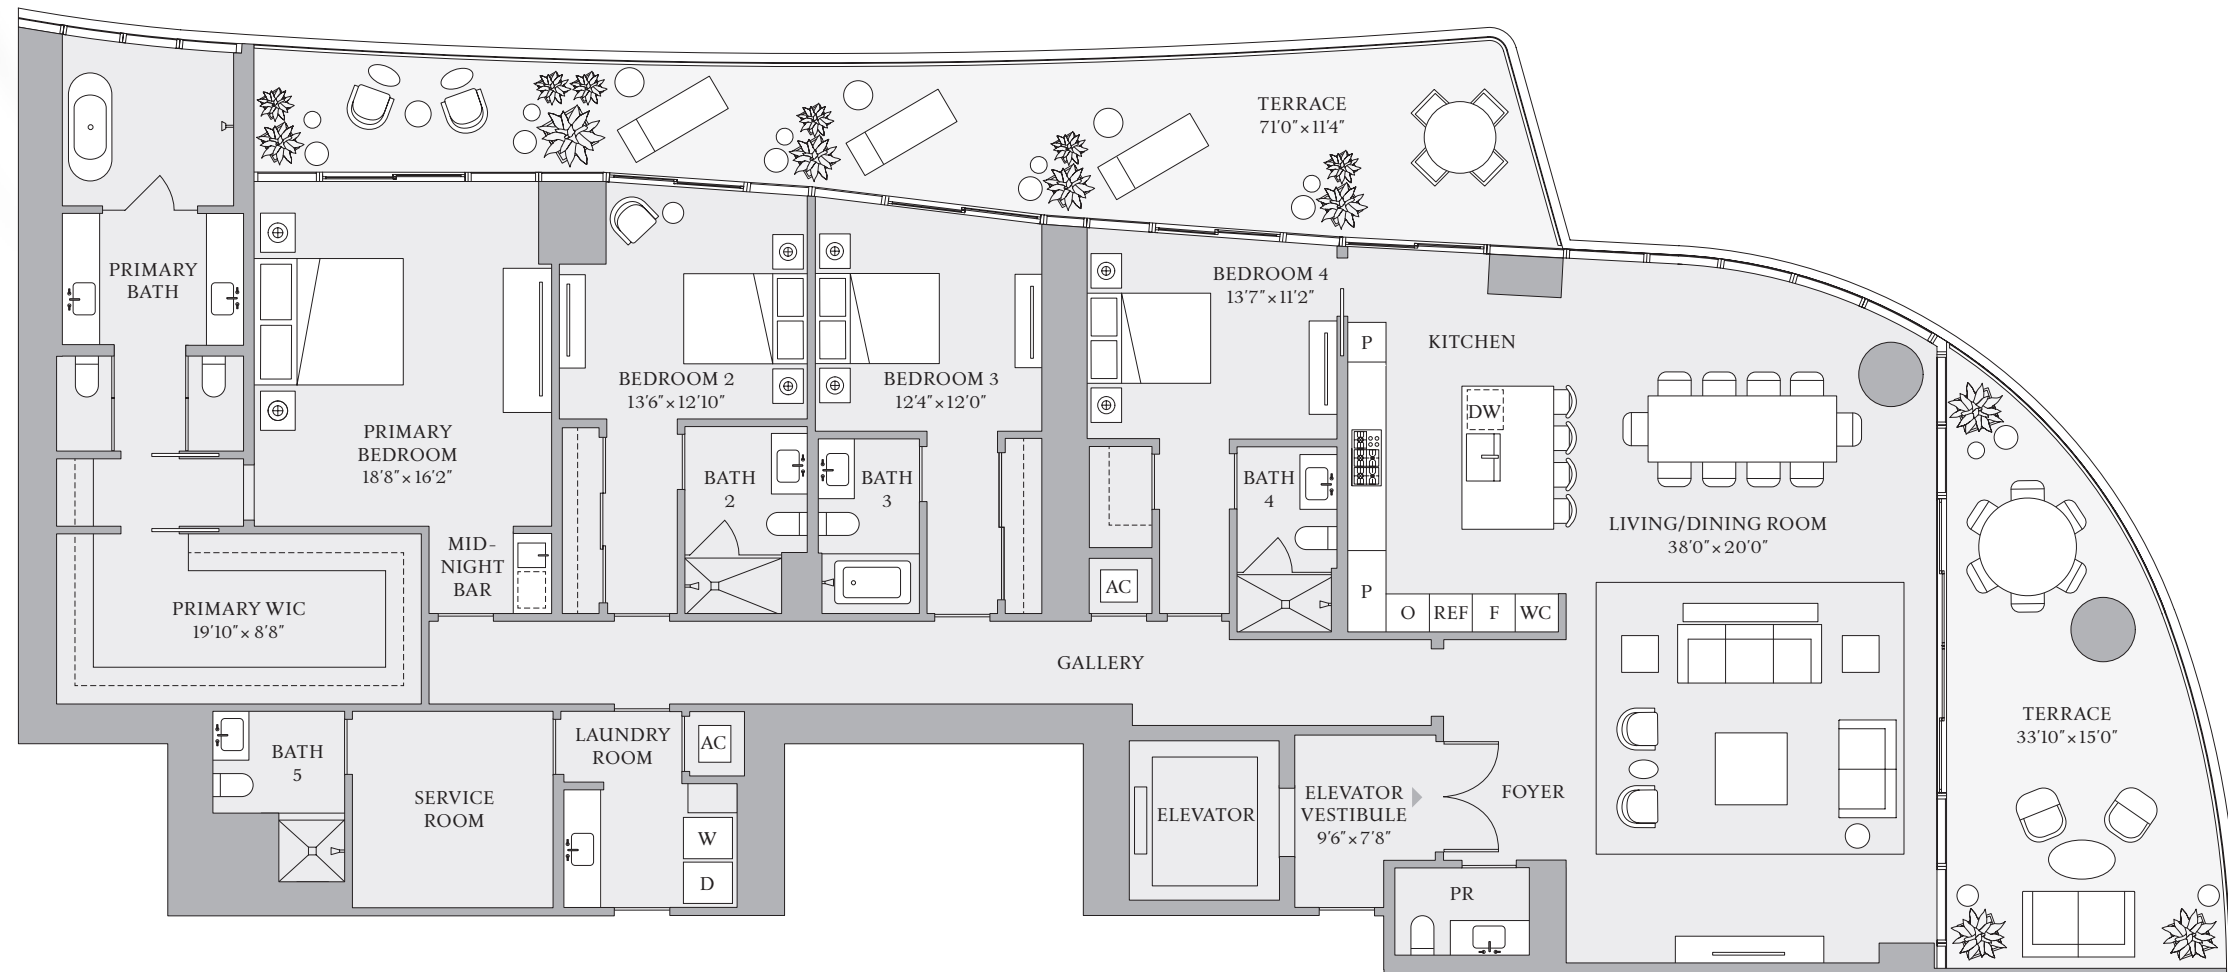 TERRACE
71'0"×11'4"
PRIMARY
BATH
BEDROOM 4
13'7"×11'2"
P
KITCHEN
BEDROOM 2
13'6"×12'10"
BEDROOM 3
12'4"×12'0"
DW
PRIMARY
BEDROOM
18'8"×16'2"
BATH
2
BATH
3
BATH
4
LIVING/DINING ROOM
38'0"×20'0"
MID-
NIGHT
BAR
AC
P
O
REF
F
WC
PRIMARY WIC
19'10"×8'8"
GALLERY
TERRACE
33'10"×15'0"
BATH
5
LAUNDRY
ROOM
AC
SERVICE
ROOM
ELEVATOR
ELEVATOR
VESTIBULE
9'6"×7'8"
FOYER
W
D
PR